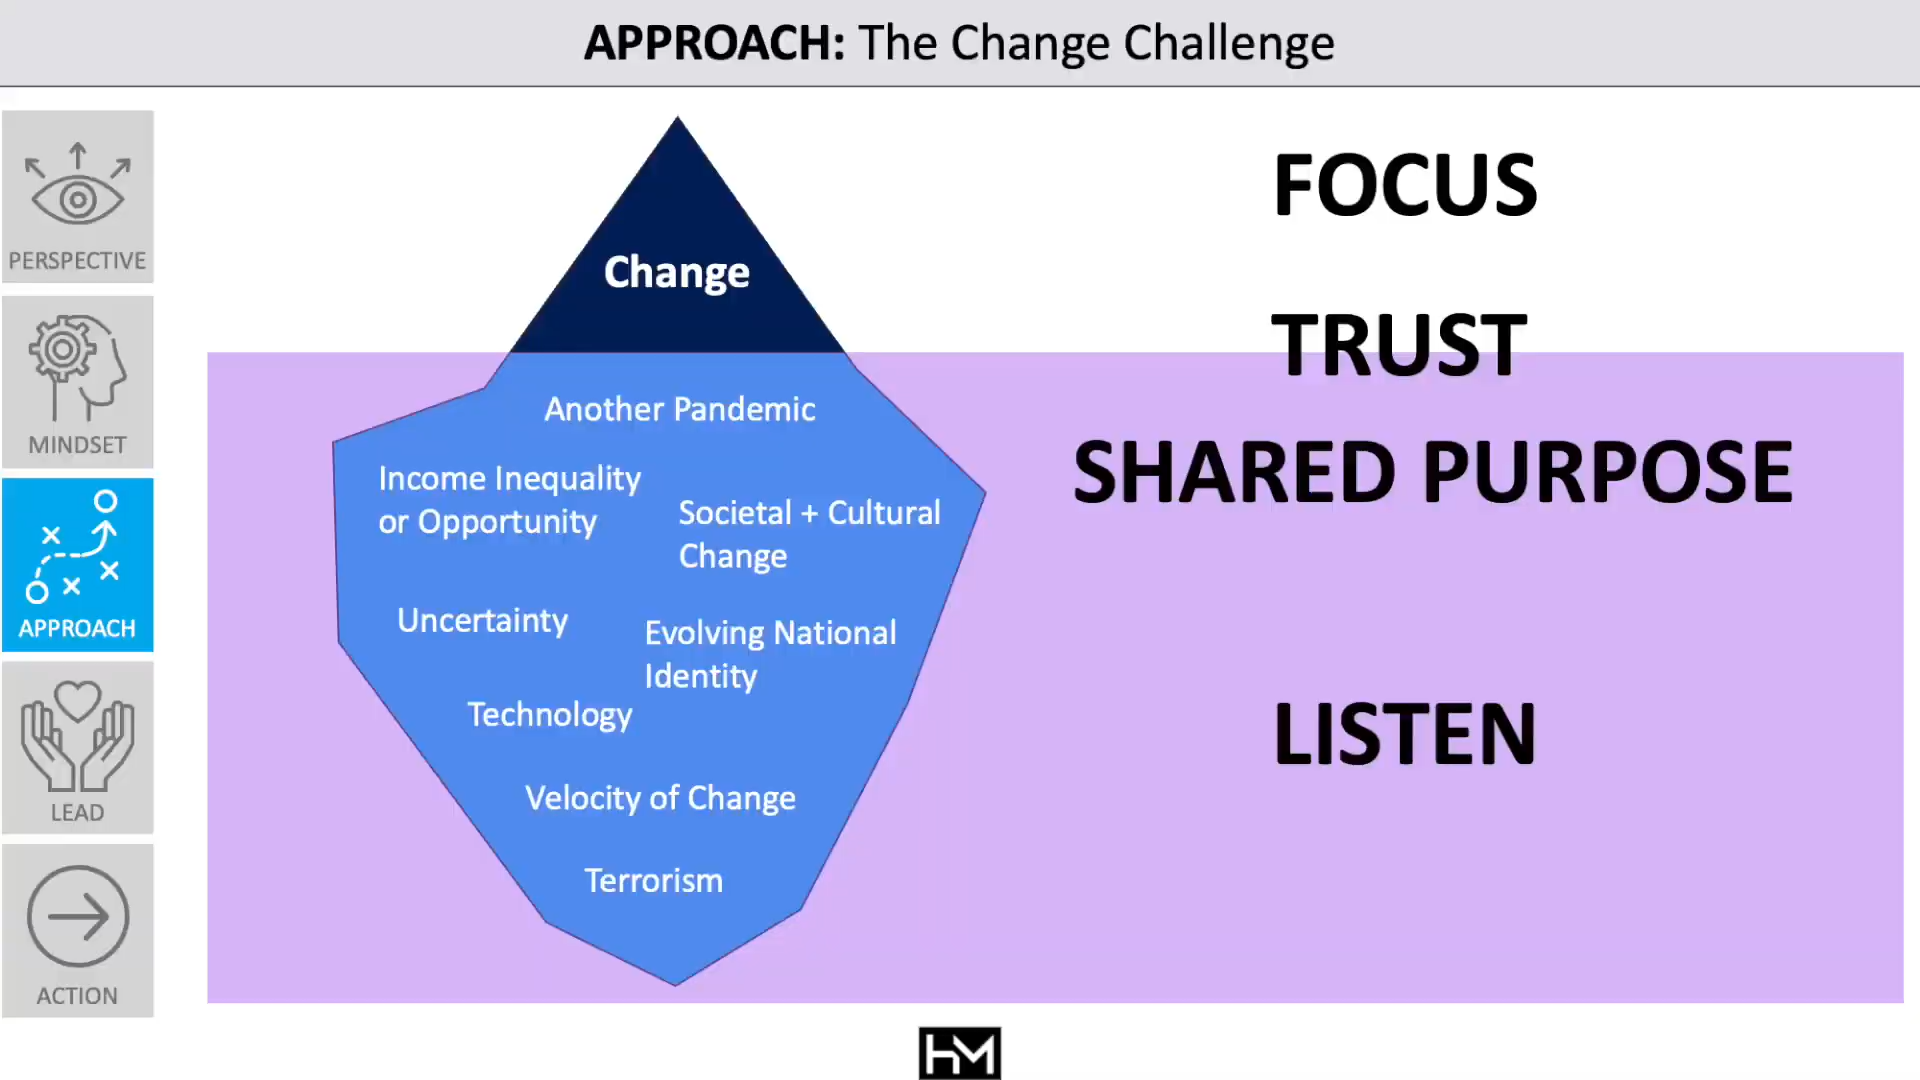 APPROACH: The Change Challenge
PERSPECTIVE
MINDSET
APPROACH
LEAD
ACTION
Change
Another Pandemic
Income Inequality
or Opportunity
Societal + Cultural
Change
Uncertainty
Evolving National
Identity
Technology
Velocity of Change
Terrorism
FOCUS
TRUST
SHARED PURPOSE
LISTEN
HM